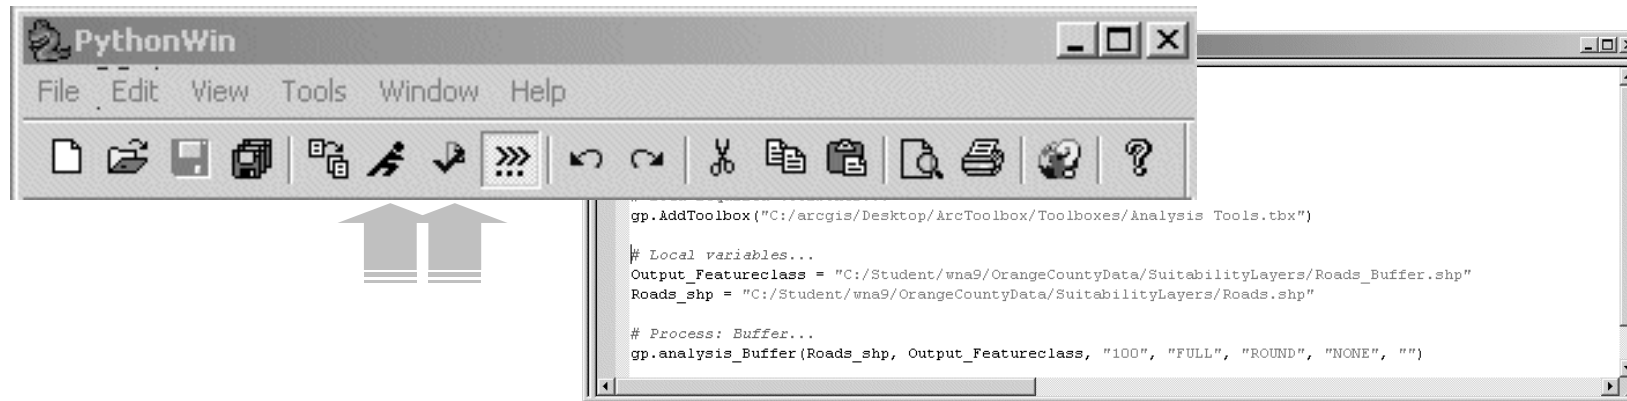 PythonWin
File Edit View Tools Window Help
gp.AddToolbox("C:/arcgis/Desktop/ArcToolbox/Toolboxes/Analysis Tools.tbx")
# Local variables...
Output_Featureclass = "C:/Student/wna9/OrangeCountyData/SuitabilityLayers/Roads_Buffer.shp"
Roads_shp = "C:/Student/wna9/OrangeCountyData/SuitabilityLayers/Roads.shp"
# Process: Buffer...
gp.analysis_Buffer(Roads_shp, Output_Featureclass, "100", "FULL", "ROUND", "NONE", "")